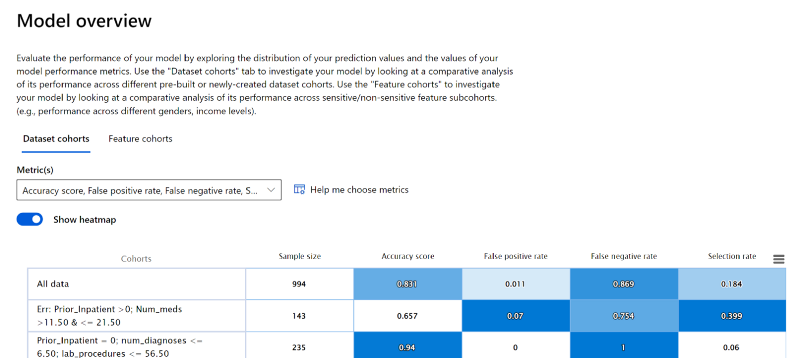 Model overview
Evaluate the performance of your model by exploring the distribution of your prediction values and the values of your
model performance metrics. Use the "Dataset cohorts" tab to investigate your model by looking at a comparative analysis
of its performance across different pre-built or newly-created dataset cohorts. Use the "Feature cohorts" to investigate
your model by looking at a comparative analysis of its performance across sensitive/non-sensitive feature subcohorts.
(e.g., performance across different genders, income levels).
Dataset cohorts Feature cohorts
Metric(s)
Accuracy score, False positive rate, False negative rate, S... Help me choose metrics
Show heatmap
Cohorts Sample size Accuracy score False positive rate False negative rate Selection rate
All data 994 0.831 0.011 0.869 0.184
Err: Prior_Inpatient >0; Num_meds
>11.50 & <= 21.50 143 0.657 0.07 0.754 0.399
Prior_Inpatient = 0; num_diagnoses <=
6.50; lab_procedures <= 56.50 235 0.94 0 1 0.06